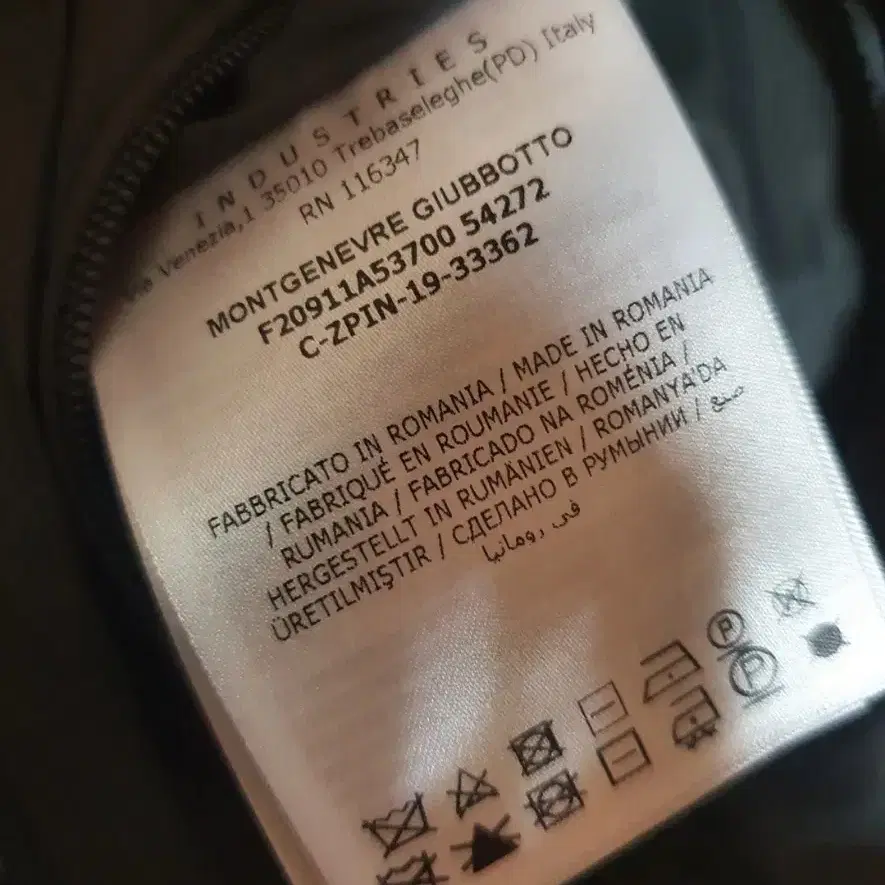 INDUSTRIES
Via Venezia,1 35010 Trebaseleghe(PD) Italy
RN 116347
MONTGENEVRE GIUBBOTTO
F20911A53700 54272
C-ZPIN-19-33362
FABBRICATO IN ROMANIA / MADE IN ROMANIA
/ FABRIQUÉ EN ROUMANIE / HECHO EN
RUMANIA / FABRICADO NA ROMÉNIA /
HERGESTELLT IN RUMÄNIEN / ROMANYA'DA
ÜRETILMIŞTIR / СДЕЛАНО В РУМЫНИИ / صنع
في رومانيا
P
P